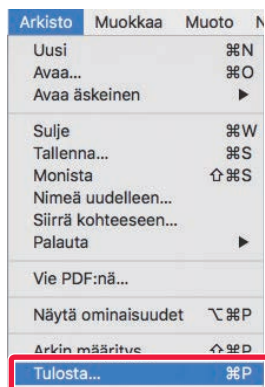 Arkisto Muokkaa Muoto N
Uusi ⌘N
Avaa... ⌘O
Avaa äskeinen ▶
Sulje ⌘W
Tallenna... ⌘S
Monista ⇧⌘S
Nimeä uudelleen...
Siirrä kohteeseen...
Palauta ▶
Vie PDF:nä...
Näytä ominaisuudet ⌥⌘P
Arkin määritys ⇧⌘P
Tulosta... ⌘P